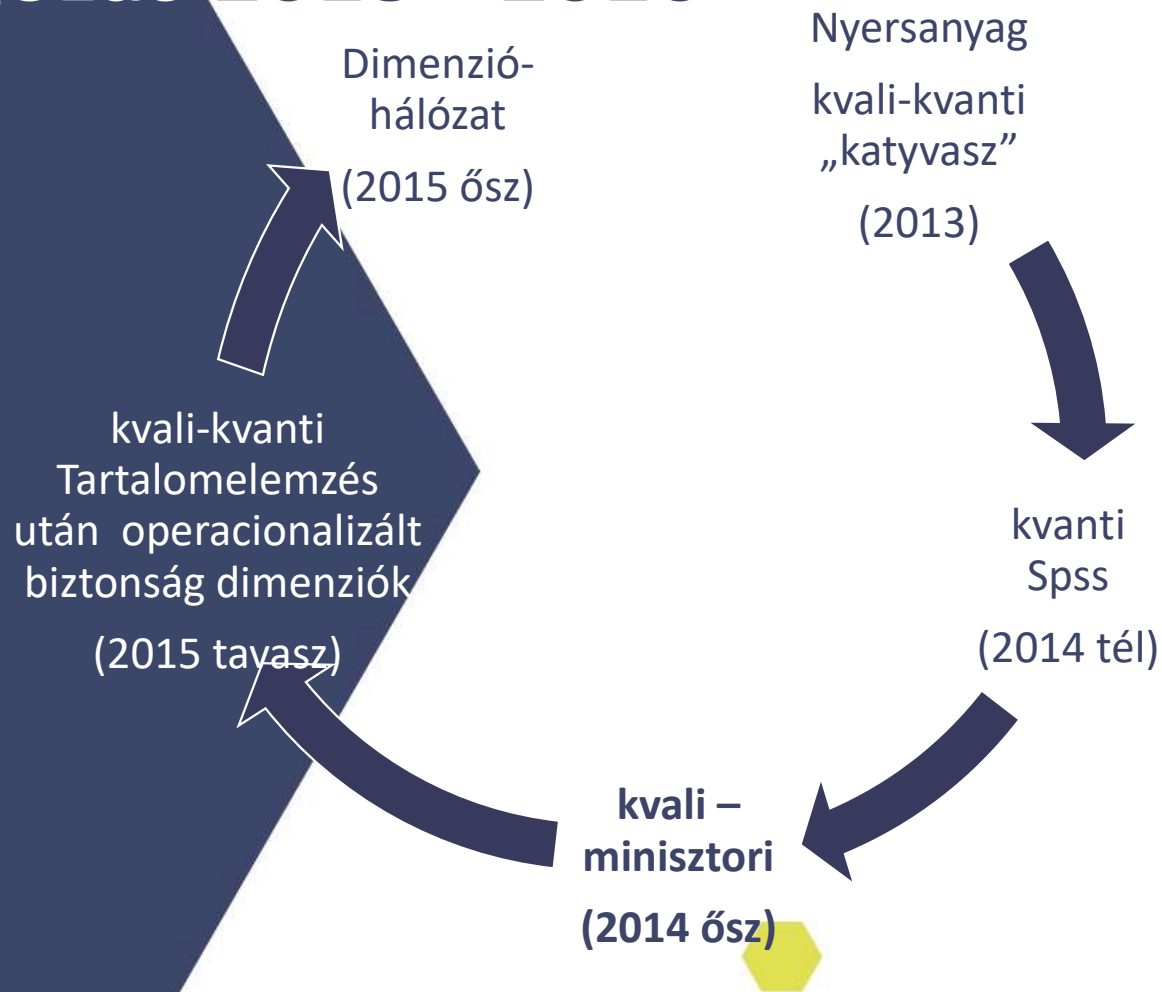 Nyersanyag
kvali-kvanti
„katyvasz”
(2013)
kvanti
Spss
(2014 tél)
kvali –
minisztori
(2014 ősz)
kvali-kvanti
Tartalomelemzés
után operacionalizált
biztonság dimenziók
(2015 tavasz)
Dimenzió-
hálózat
(2015 ősz)